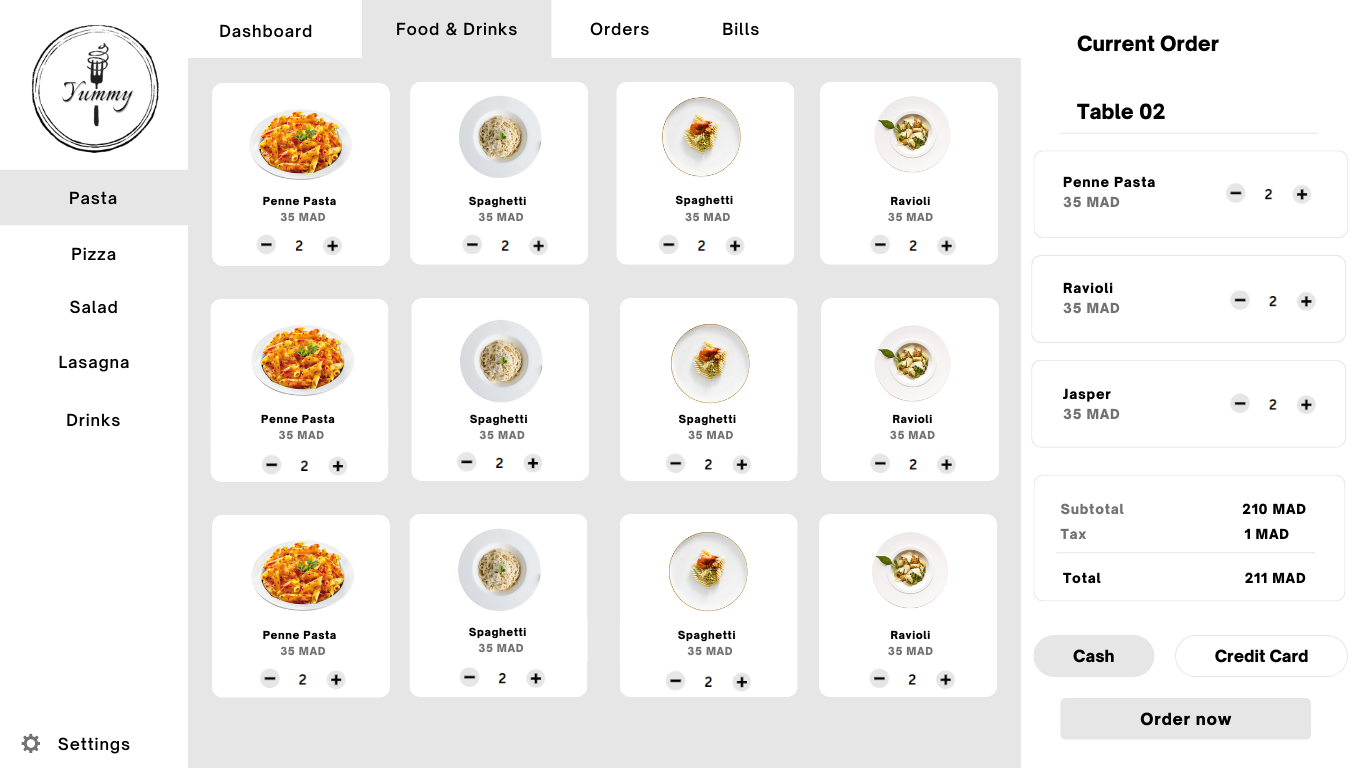 Yummy
Dashboard
Food & Drinks
Orders
Bills
Pasta
Pizza
Salad
Lasagna
Drinks
Settings
Penne Pasta
35 MAD
2
Spaghetti
35 MAD
2
Spaghetti
35 MAD
2
Ravioli
35 MAD
2
Penne Pasta
35 MAD
2
Spaghetti
35 MAD
2
Spaghetti
35 MAD
2
Ravioli
35 MAD
2
Penne Pasta
35 MAD
2
Spaghetti
35 MAD
2
Spaghetti
35 MAD
2
Ravioli
35 MAD
2
Current Order
Table 02
Penne Pasta
35 MAD
2
Ravioli
35 MAD
2
Jasper
35 MAD
2
Subtotal 210 MAD
Tax 1 MAD
Total 211 MAD
Cash
Credit Card
Order now